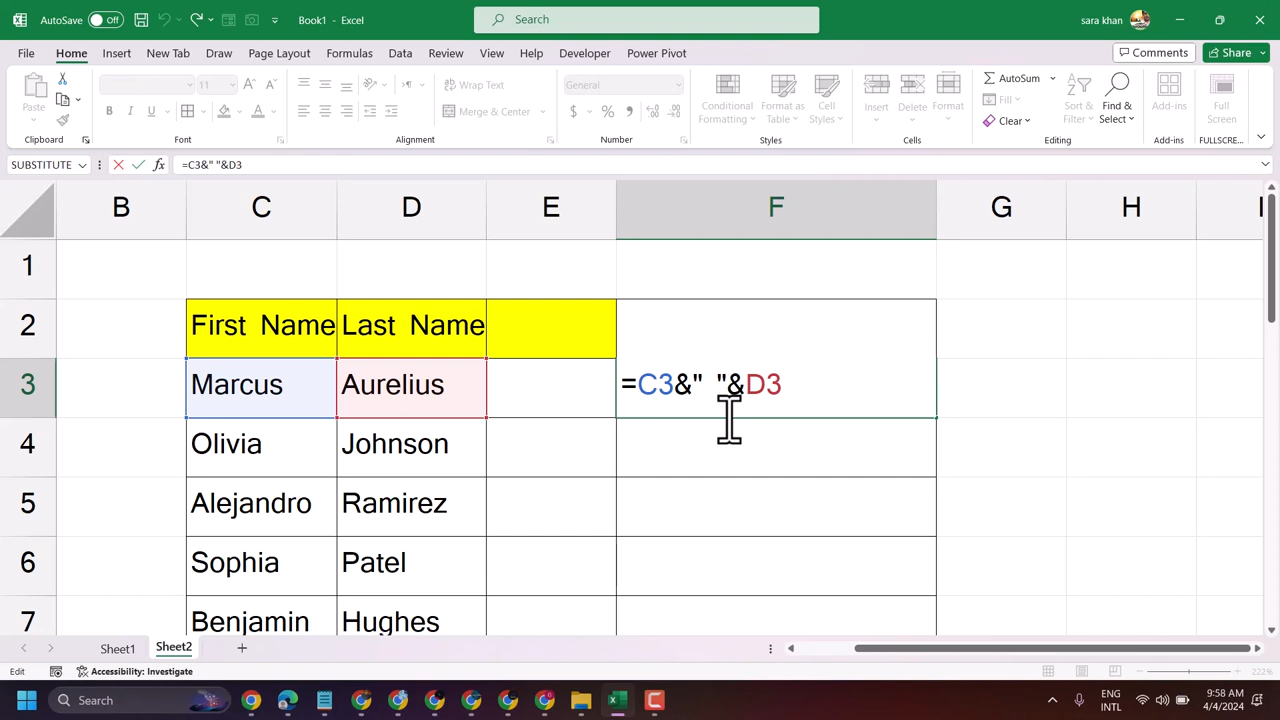 AutoSave Off Book1 - Excel Search sara khan
File Home Insert New Tab Draw Page Layout Formulas Data Review View Help Developer Power Pivot Comments Share
Paste 11 Wrap Text General Conditional Formatting Format as Table Cell Styles Insert Delete Format AutoSum Sort & Filter Find & Select Add-ins Full Screen
B I U A Merge & Center $ % Fill
Clear
Clipboard Font Alignment Number Styles Cells Editing Add-ins FULLSCREE...
SUBSTITUTE fx =C3&" "&D3
B C D E F G H I
1
2 First Name Last Name
3 Marcus Aurelius =C3&" "&D3
4 Olivia Johnson
5 Alejandro Ramirez
6 Sophia Patel
7 Benjamin Hughes
Sheet1 Sheet2 +
Edit Accessibility: Investigate 222%
Search ENG INTL 9:58 AM 4/4/2024